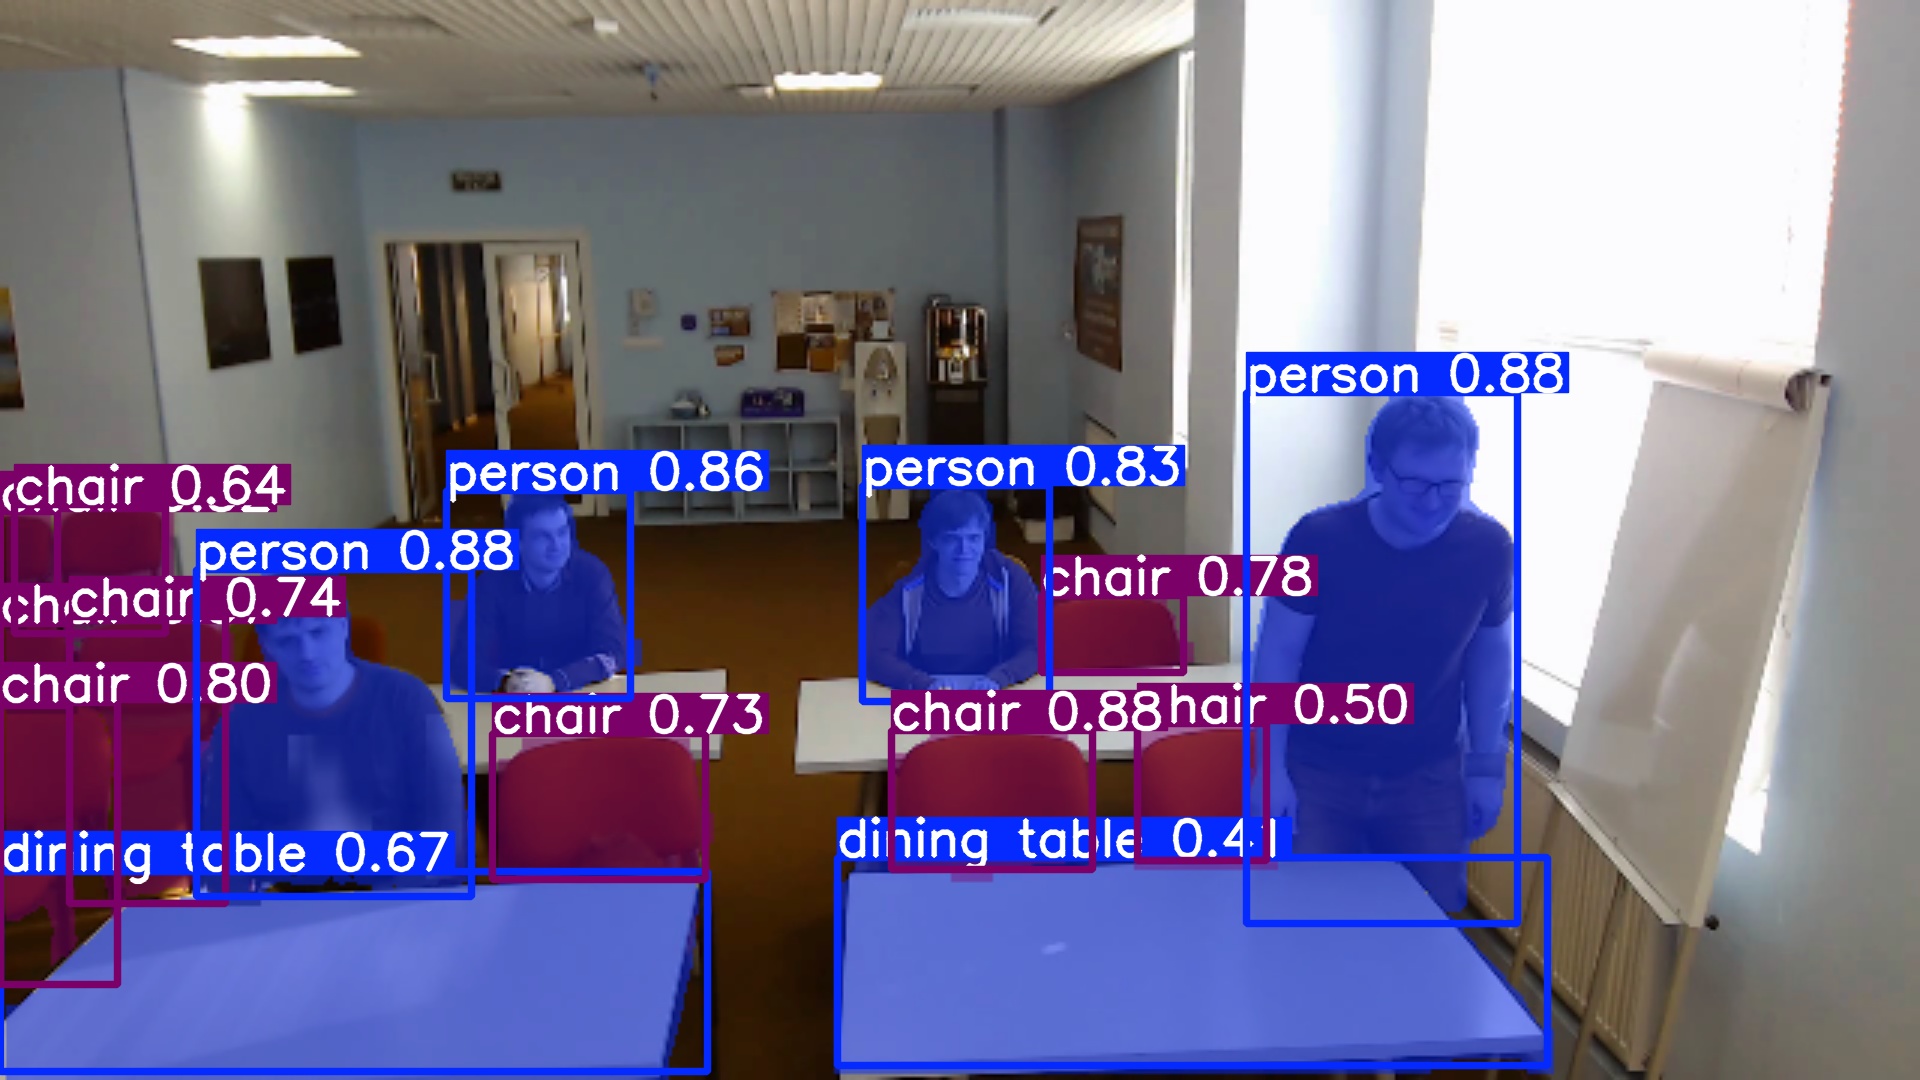 person 0.88
person 0.86
person 0.83
chair 0.64
person 0.88
chair 0.78
chair 0.74
chair 0.80
chair 0.73
chair 0.88
hair 0.50
dining table 0.67
dining table 0.41